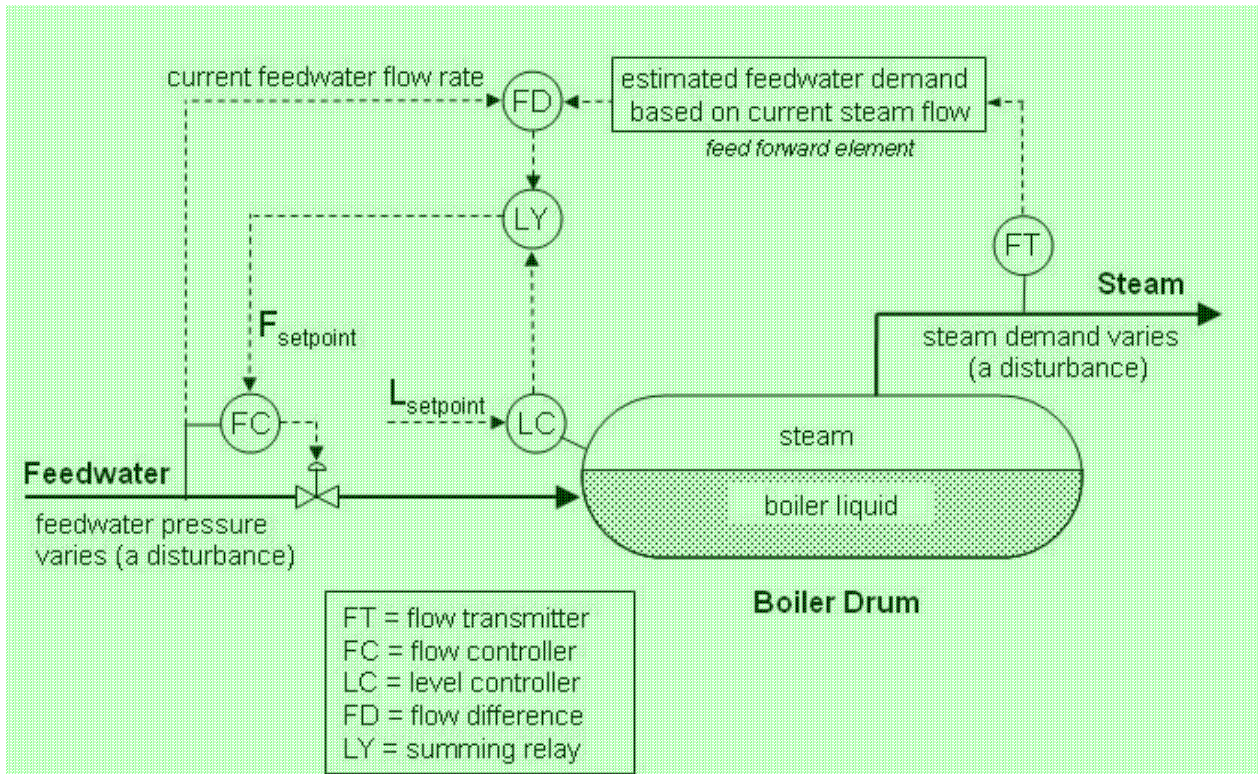 current feedwater flow rate
FD
estimated feedwater demand
based on current steam flow
feed forward element
LY
FT
Steam
steam demand varies
(a disturbance)
Fsetpoint
Lsetpoint
FC
LC
steam
Feedwater
boiler liquid
feedwater pressure
varies (a disturbance)
Boiler Drum
FT = flow transmitter
FC = flow controller
LC = level controller
FD = flow difference
LY = summing relay